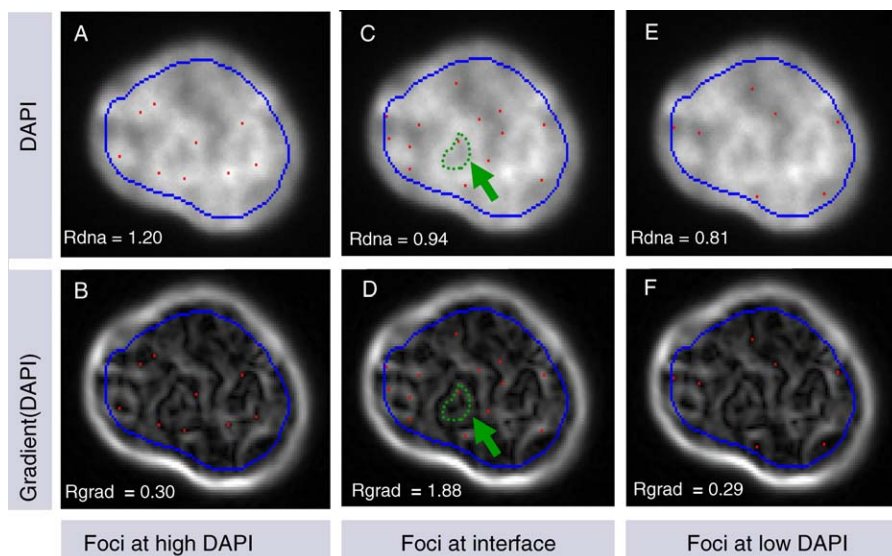 DAPI
A
Rdna = 1.20
C
Rdna = 0.94
E
Rdna = 0.81
Gradient(DAPI)
B
Rgrad = 0.30
D
Rgrad = 1.88
F
Rgrad = 0.29
Foci at high DAPI
Foci at interface
Foci at low DAPI